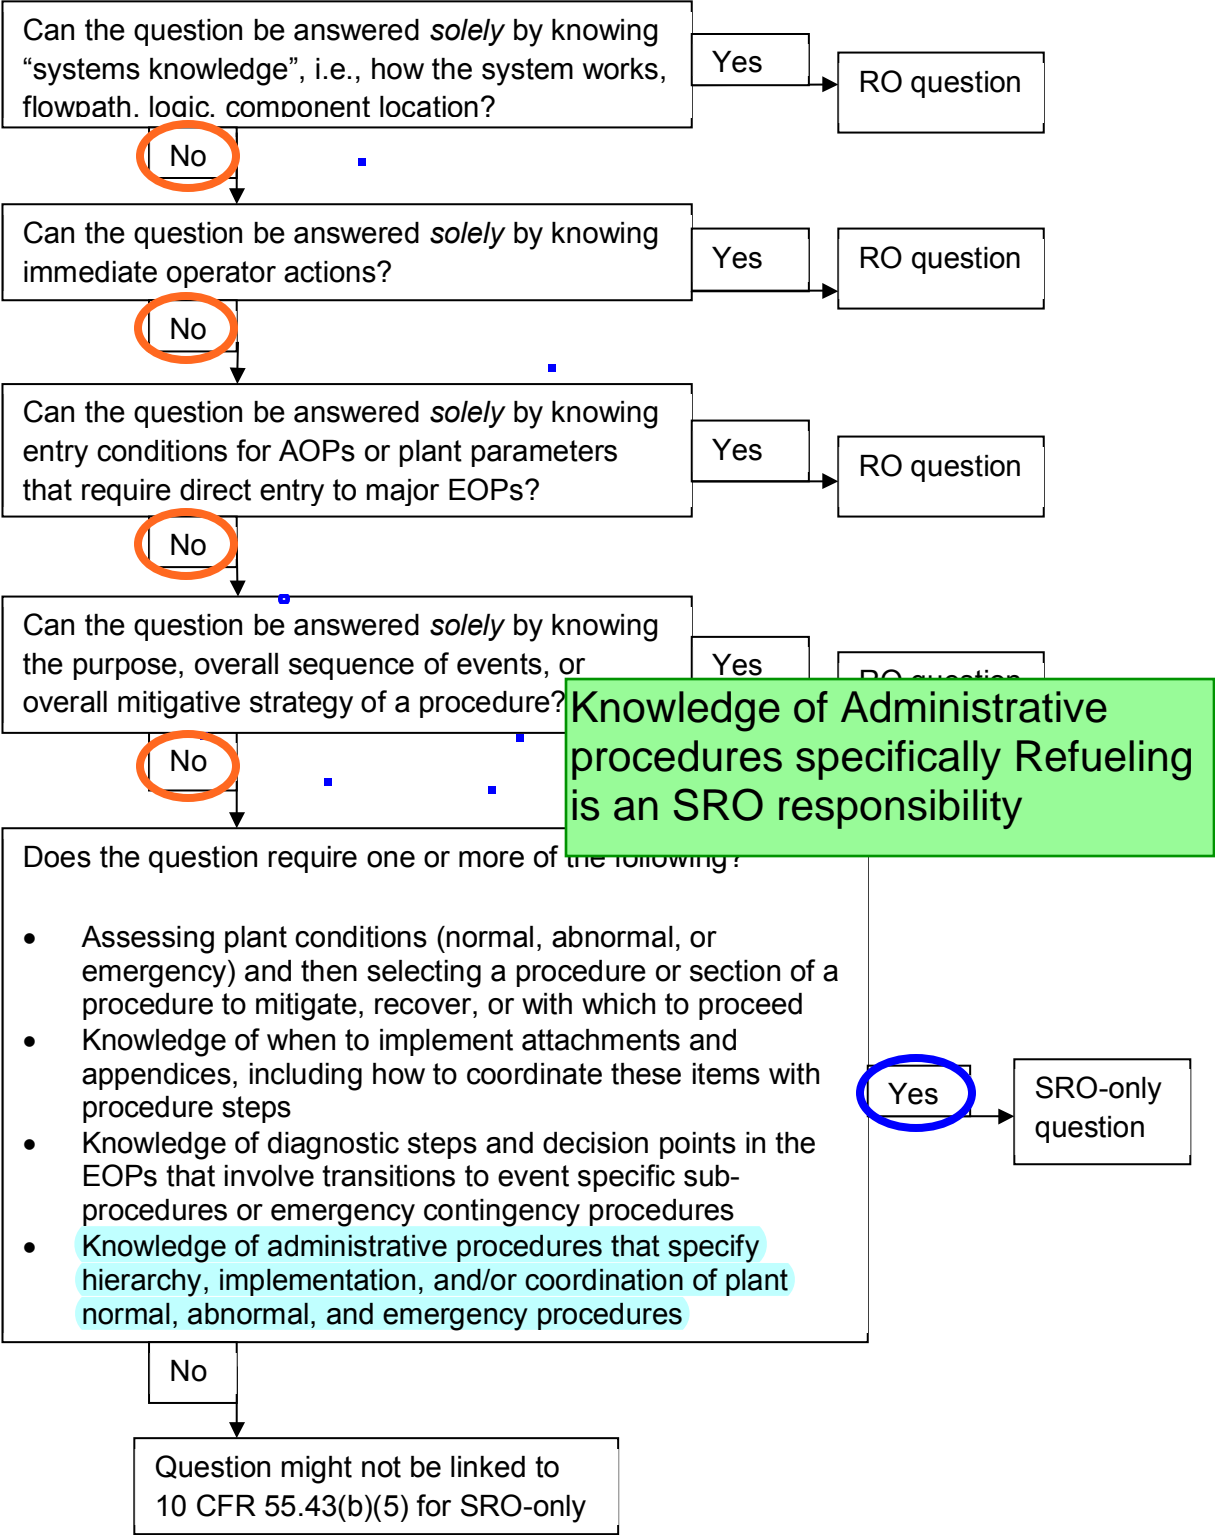 Can the question be answered solely by knowing
“systems knowledge”, i.e., how the system works,
flowpath, logic, component location?
Yes
RO question
No
Can the question be answered solely by knowing
immediate operator actions?
Yes
RO question
No
Can the question be answered solely by knowing
entry conditions for AOPs or plant parameters
that require direct entry to major EOPs?
Yes
RO question
No
Can the question be answered solely by knowing
the purpose, overall sequence of events, or
overall mitigative strategy of a procedure?
Yes
RO question
Knowledge of Administrative
procedures specifically Refueling
is an SRO responsibility
No
Does the question require one or more of the following?
• Assessing plant conditions (normal, abnormal, or
emergency) and then selecting a procedure or section of a
procedure to mitigate, recover, or with which to proceed
• Knowledge of when to implement attachments and
appendices, including how to coordinate these items with
procedure steps
• Knowledge of diagnostic steps and decision points in the
EOPs that involve transitions to event specific sub-
procedures or emergency contingency procedures
• Knowledge of administrative procedures that specify
hierarchy, implementation, and/or coordination of plant
normal, abnormal, and emergency procedures
Yes
SRO-only
question
No
Question might not be linked to
10 CFR 55.43(b)(5) for SRO-only